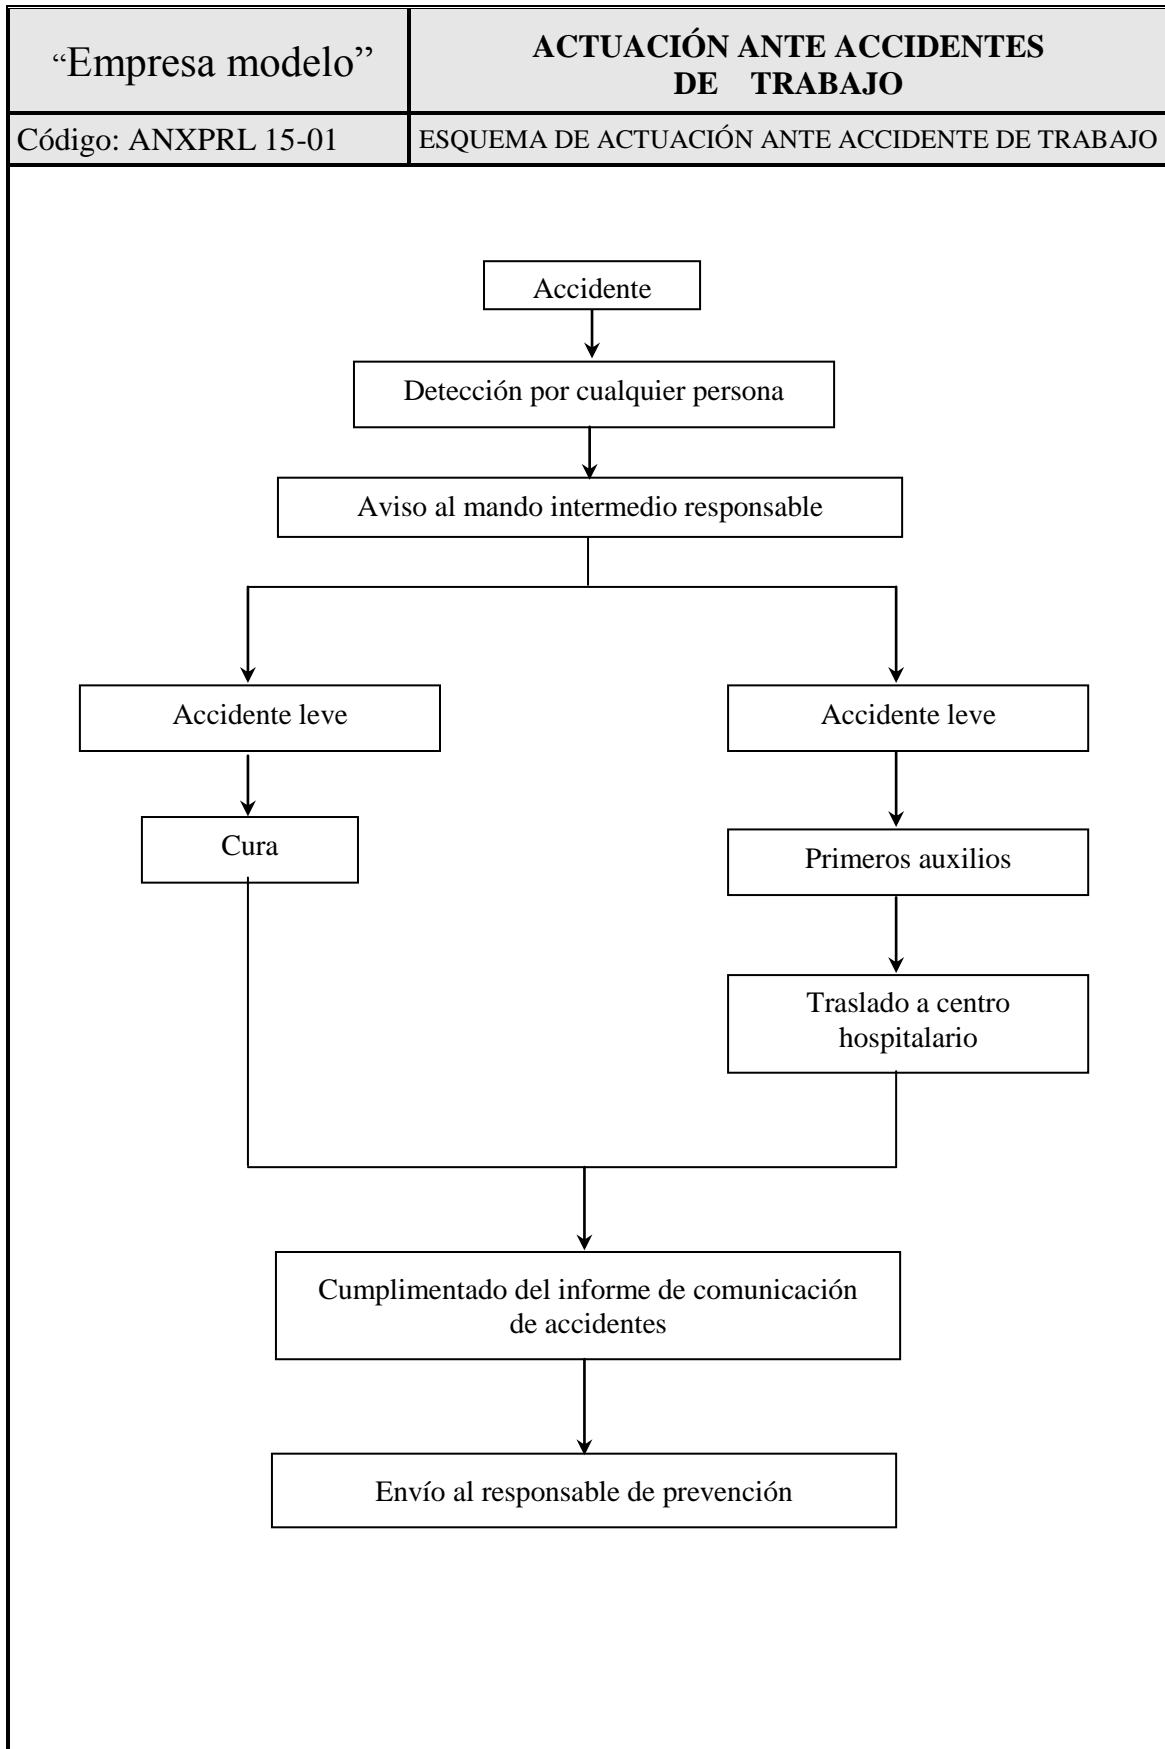 “Empresa modelo”
ACTUACIÓN ANTE ACCIDENTES
DE TRABAJO
Código: ANXPRL 15-01
ESQUEMA DE ACTUACIÓN ANTE ACCIDENTE DE TRABAJO
Accidente
Detección por cualquier persona
Aviso al mando intermedio responsable
Accidente leve
Accidente leve
Cura
Primeros auxilios
Traslado a centro
hospitalario
Cumplimentado del informe de comunicación
de accidentes
Envío al responsable de prevención